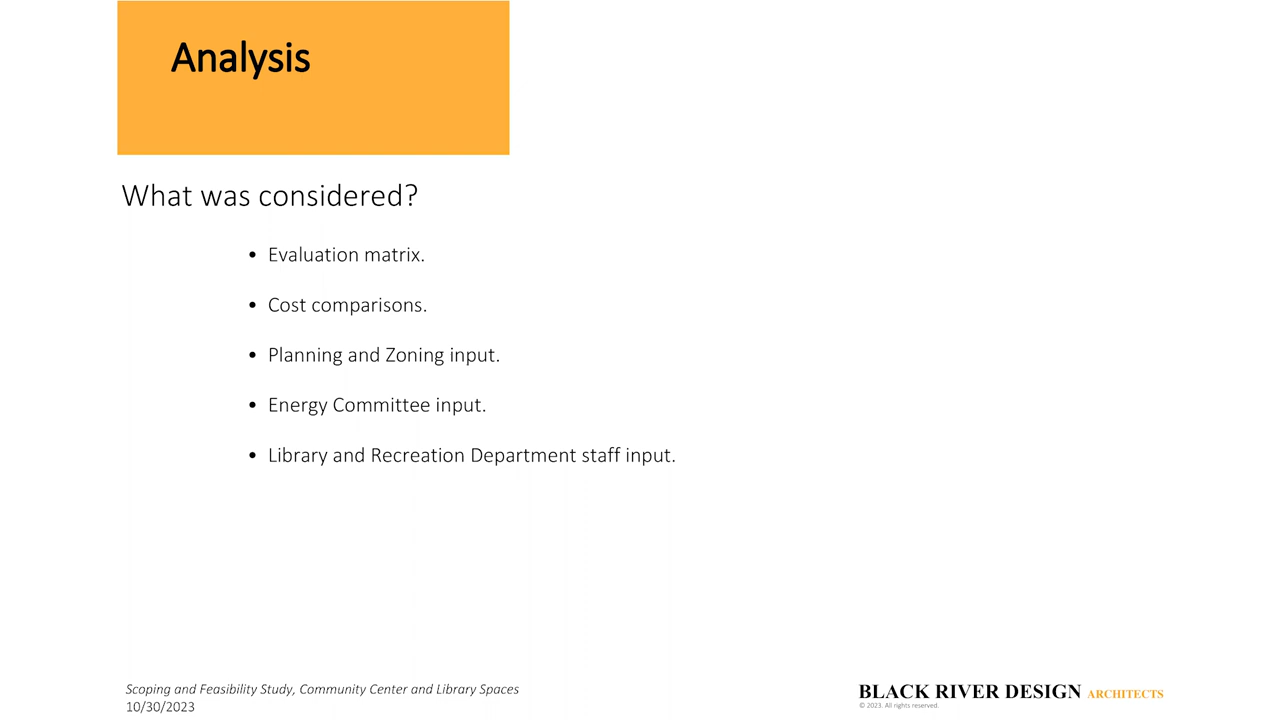 Analysis
What was considered?
• Evaluation matrix.
• Cost comparisons.
• Planning and Zoning input.
• Energy Committee input.
• Library and Recreation Department staff input.
Scoping and Feasibility Study, Community Center and Library Spaces
10/30/2023
BLACK RIVER DESIGN ARCHITECTS
© 2023. All rights reserved.